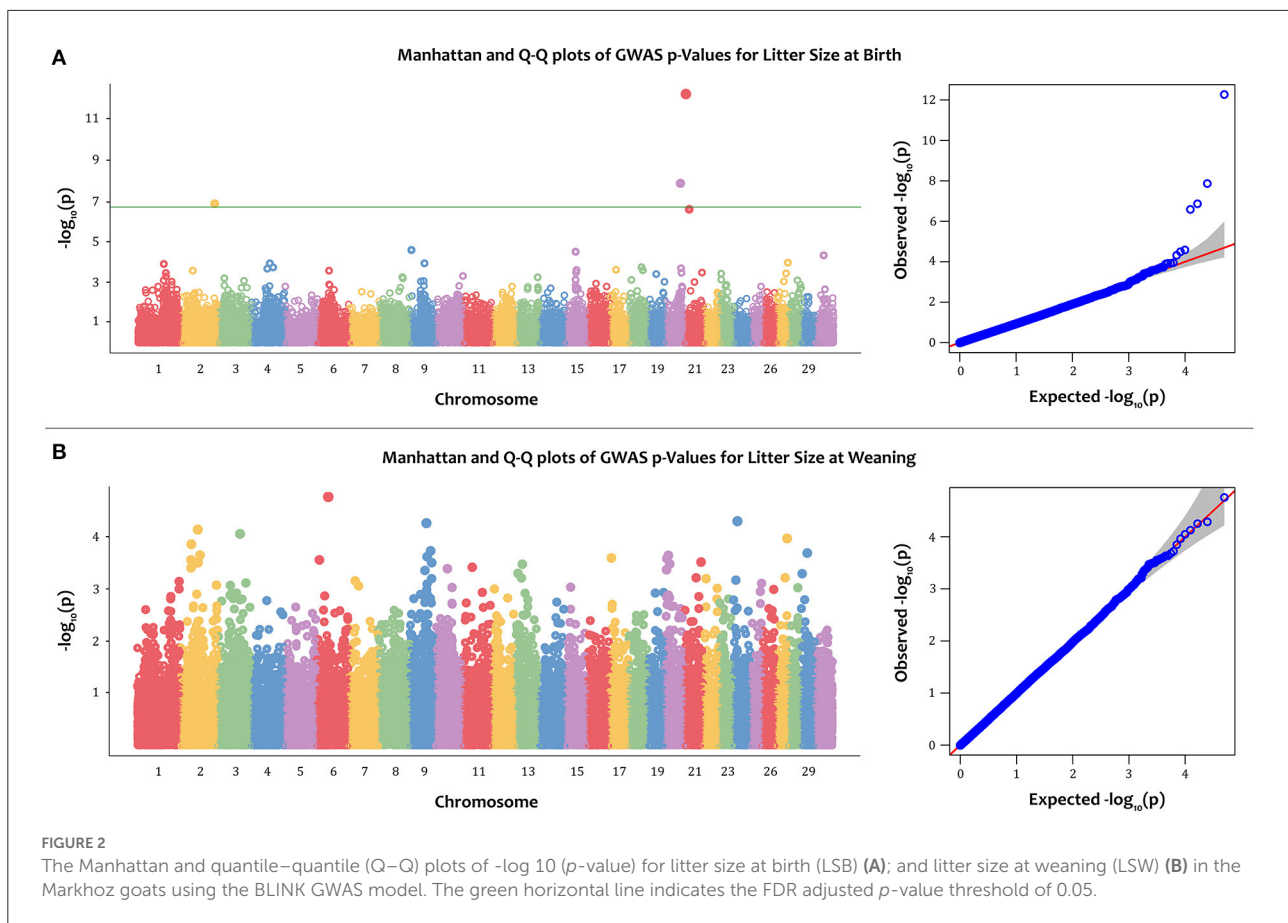 A
Manhattan and Q-Q plots of GWAS p-Values for Litter Size at Birth
-log₁₀(p)
11
9
7
5
3
1
1 2 3 4 5 6 7 8 9 11 13 15 17 19 21 23 26 29
Chromosome
Observed -log₁₀(p)
12
10
8
6
4
2
0
0 1 2 3 4
Expected -log₁₀(p)
B
Manhattan and Q-Q plots of GWAS p-Values for Litter Size at Weaning
-log₁₀(p)
4
3
2
1
1 2 3 4 5 6 7 8 9 11 13 15 17 19 21 23 26 29
Chromosome
Observed -log₁₀(p)
4
3
2
1
0
0 1 2 3 4
Expected -log₁₀(p)
FIGURE 2
The Manhattan and quantile–quantile (Q–Q) plots of -log 10 (p-value) for litter size at birth (LSB) (A); and litter size at weaning (LSW) (B) in the
Markhoz goats using the BLINK GWAS model. The green horizontal line indicates the FDR adjusted p-value threshold of 0.05.